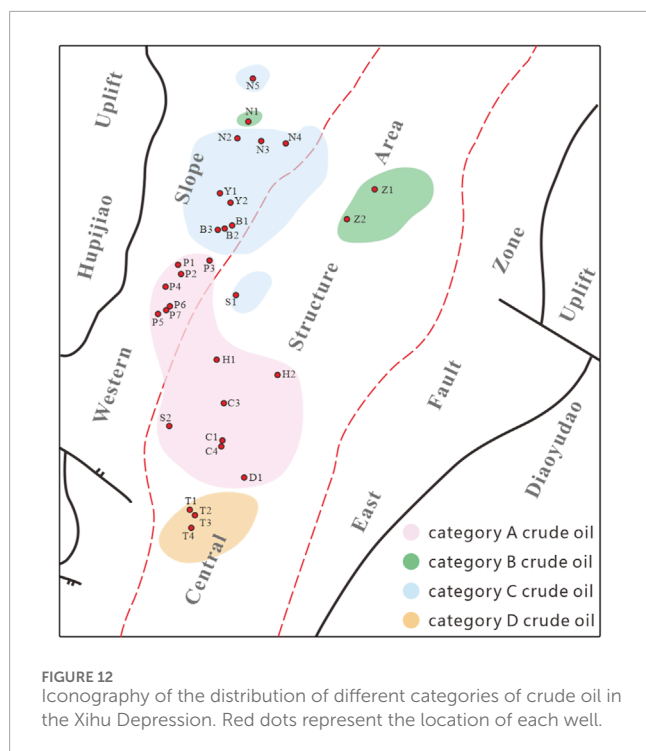 N5
Uplift
N1
N2
N3
N4
Area
Slope
Y1
Y2
Z1
Z2
B1
B2
B3
Hupijiao
Zone
P1
P2
P3
P4
P5
P6
P7
S1
Structure
Uplift
H1
H2
Western
Fault
C3
S2
C1
C4
Diaoyudao
D1
T1
T2
T3
T4
East
Central
category A crude oil
category B crude oil
category C crude oil
category D crude oil
FIGURE 12
Iconography of the distribution of different categories of crude oil in
the Xihu Depression. Red dots represent the location of each well.